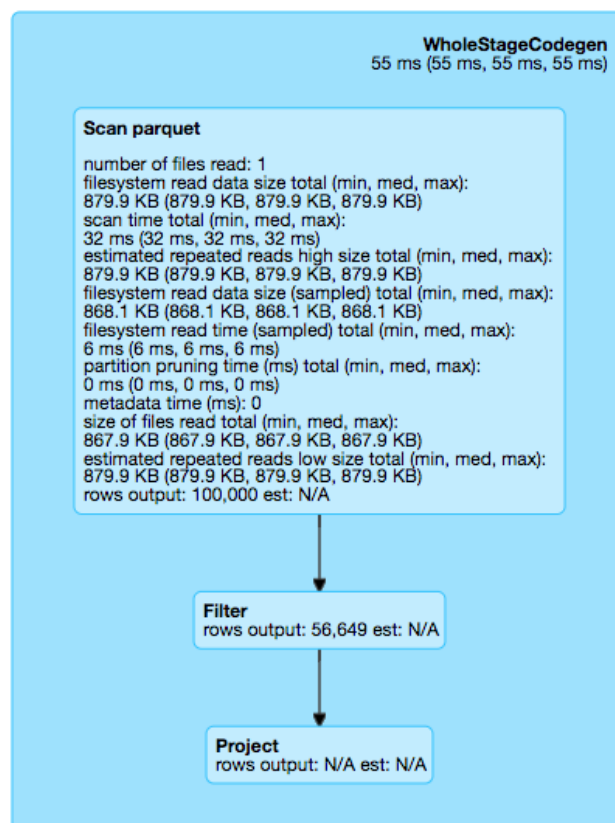 WholeStageCodegen
55 ms (55 ms, 55 ms, 55 ms)
Scan parquet
number of files read: 1
filesystem read data size total (min, med, max):
879.9 KB (879.9 KB, 879.9 KB, 879.9 KB)
scan time total (min, med, max):
32 ms (32 ms, 32 ms, 32 ms)
estimated repeated reads high size total (min, med, max):
879.9 KB (879.9 KB, 879.9 KB, 879.9 KB)
filesystem read data size (sampled) total (min, med, max):
868.1 KB (868.1 KB, 868.1 KB, 868.1 KB)
filesystem read time (sampled) total (min, med, max):
6 ms (6 ms, 6 ms, 6 ms)
partition pruning time (ms) total (min, med, max):
0 ms (0 ms, 0 ms, 0 ms)
metadata time (ms): 0
size of files read total (min, med, max):
867.9 KB (867.9 KB, 867.9 KB, 867.9 KB)
estimated repeated reads low size total (min, med, max):
879.9 KB (879.9 KB, 879.9 KB, 879.9 KB)
rows output: 100,000 est: N/A
Filter
rows output: 56,649 est: N/A
Project
rows output: N/A est: N/A